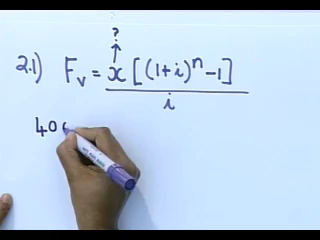 ?
2.1) Fv = x [(1+i)^n - 1]
i
40